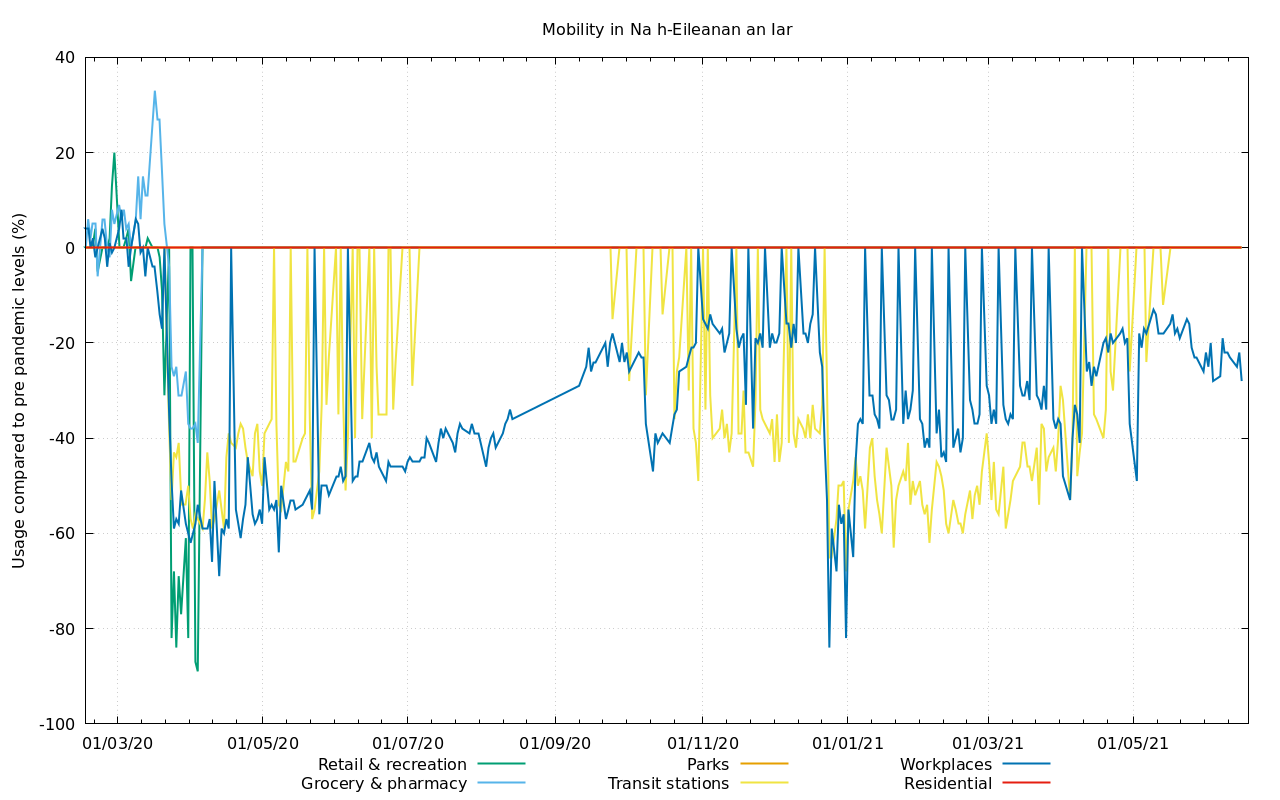 Mobility in Na h-Eileanan an Iar
Usage compared to pre pandemic levels (%)
40
20
0
-20
-40
-60
-80
-100
01/03/20 01/05/20 01/07/20 01/09/20 01/11/20 01/01/21 01/03/21 01/05/21
Retail & recreation Parks Workplaces
Grocery & pharmacy Transit stations Residential